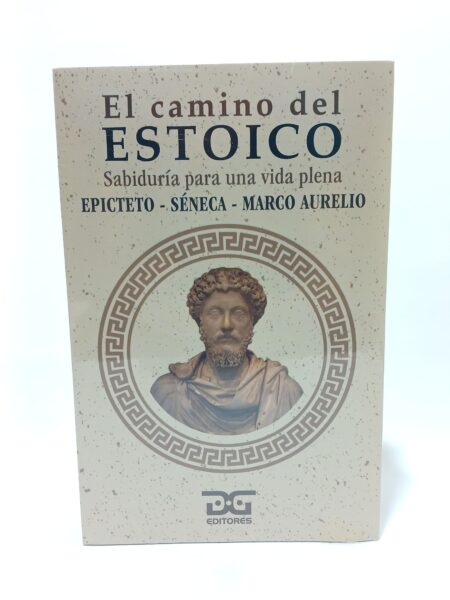 El camino del
ESTOICO
Sabiduría para una vida plena
EPICTETO - SÉNECA - MARCO AURELIO
DG
EDITORES